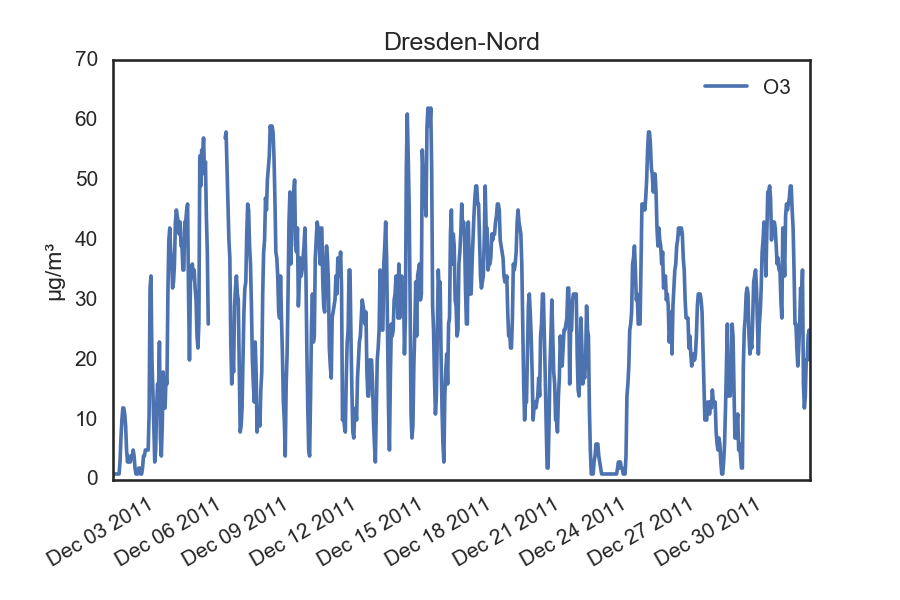 Dresden-Nord
O3
µg/m³
70
60
50
40
30
20
10
0
Dec 03 2011
Dec 06 2011
Dec 09 2011
Dec 12 2011
Dec 15 2011
Dec 18 2011
Dec 21 2011
Dec 24 2011
Dec 27 2011
Dec 30 2011